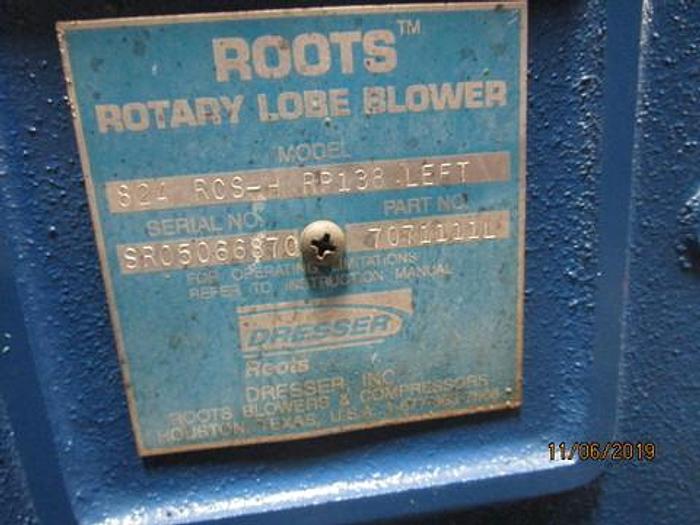 ROOTS™
ROTARY LOBE BLOWER
MODEL
824 RCS-H RP138 LEFT
SERIAL NO. PART NO.
7071111L
FOR OPERATING LIMITATIONS
REFER TO INSTRUCTION MANUAL
DRESSER
Roots
DRESSER, INC.
ROOTS BLOWERS & COMPRESSORS
HOUSTON, TEXAS, U.S.A.
11/06/2019